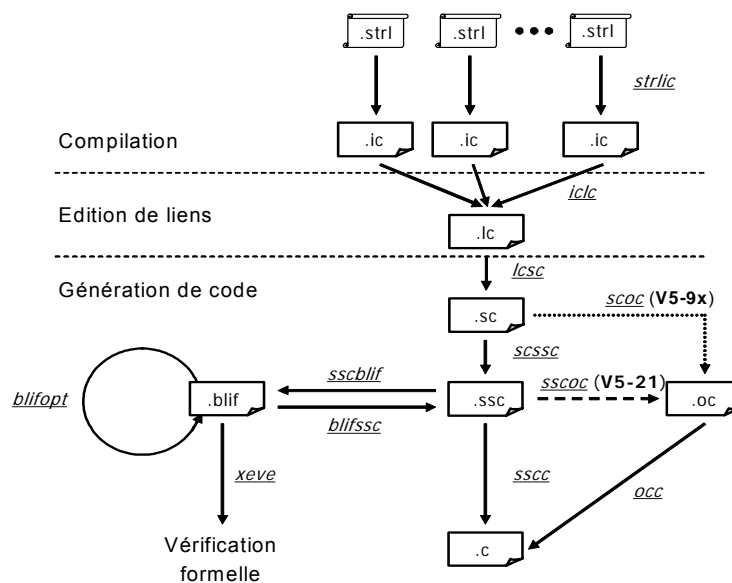 .strl
.strl
.strl
strlic
Compilation
.ic
.ic
.ic
iclc
Edition de liens
.lc
lcsc
Génération de code
scoc (V5-9x)
.sc
scssc
sscblif
sscoc (V5-21)
blifopt
.blif
.ssc
.oc
blifssc
xeve
sscc
occ
Vérification
formelle
.c